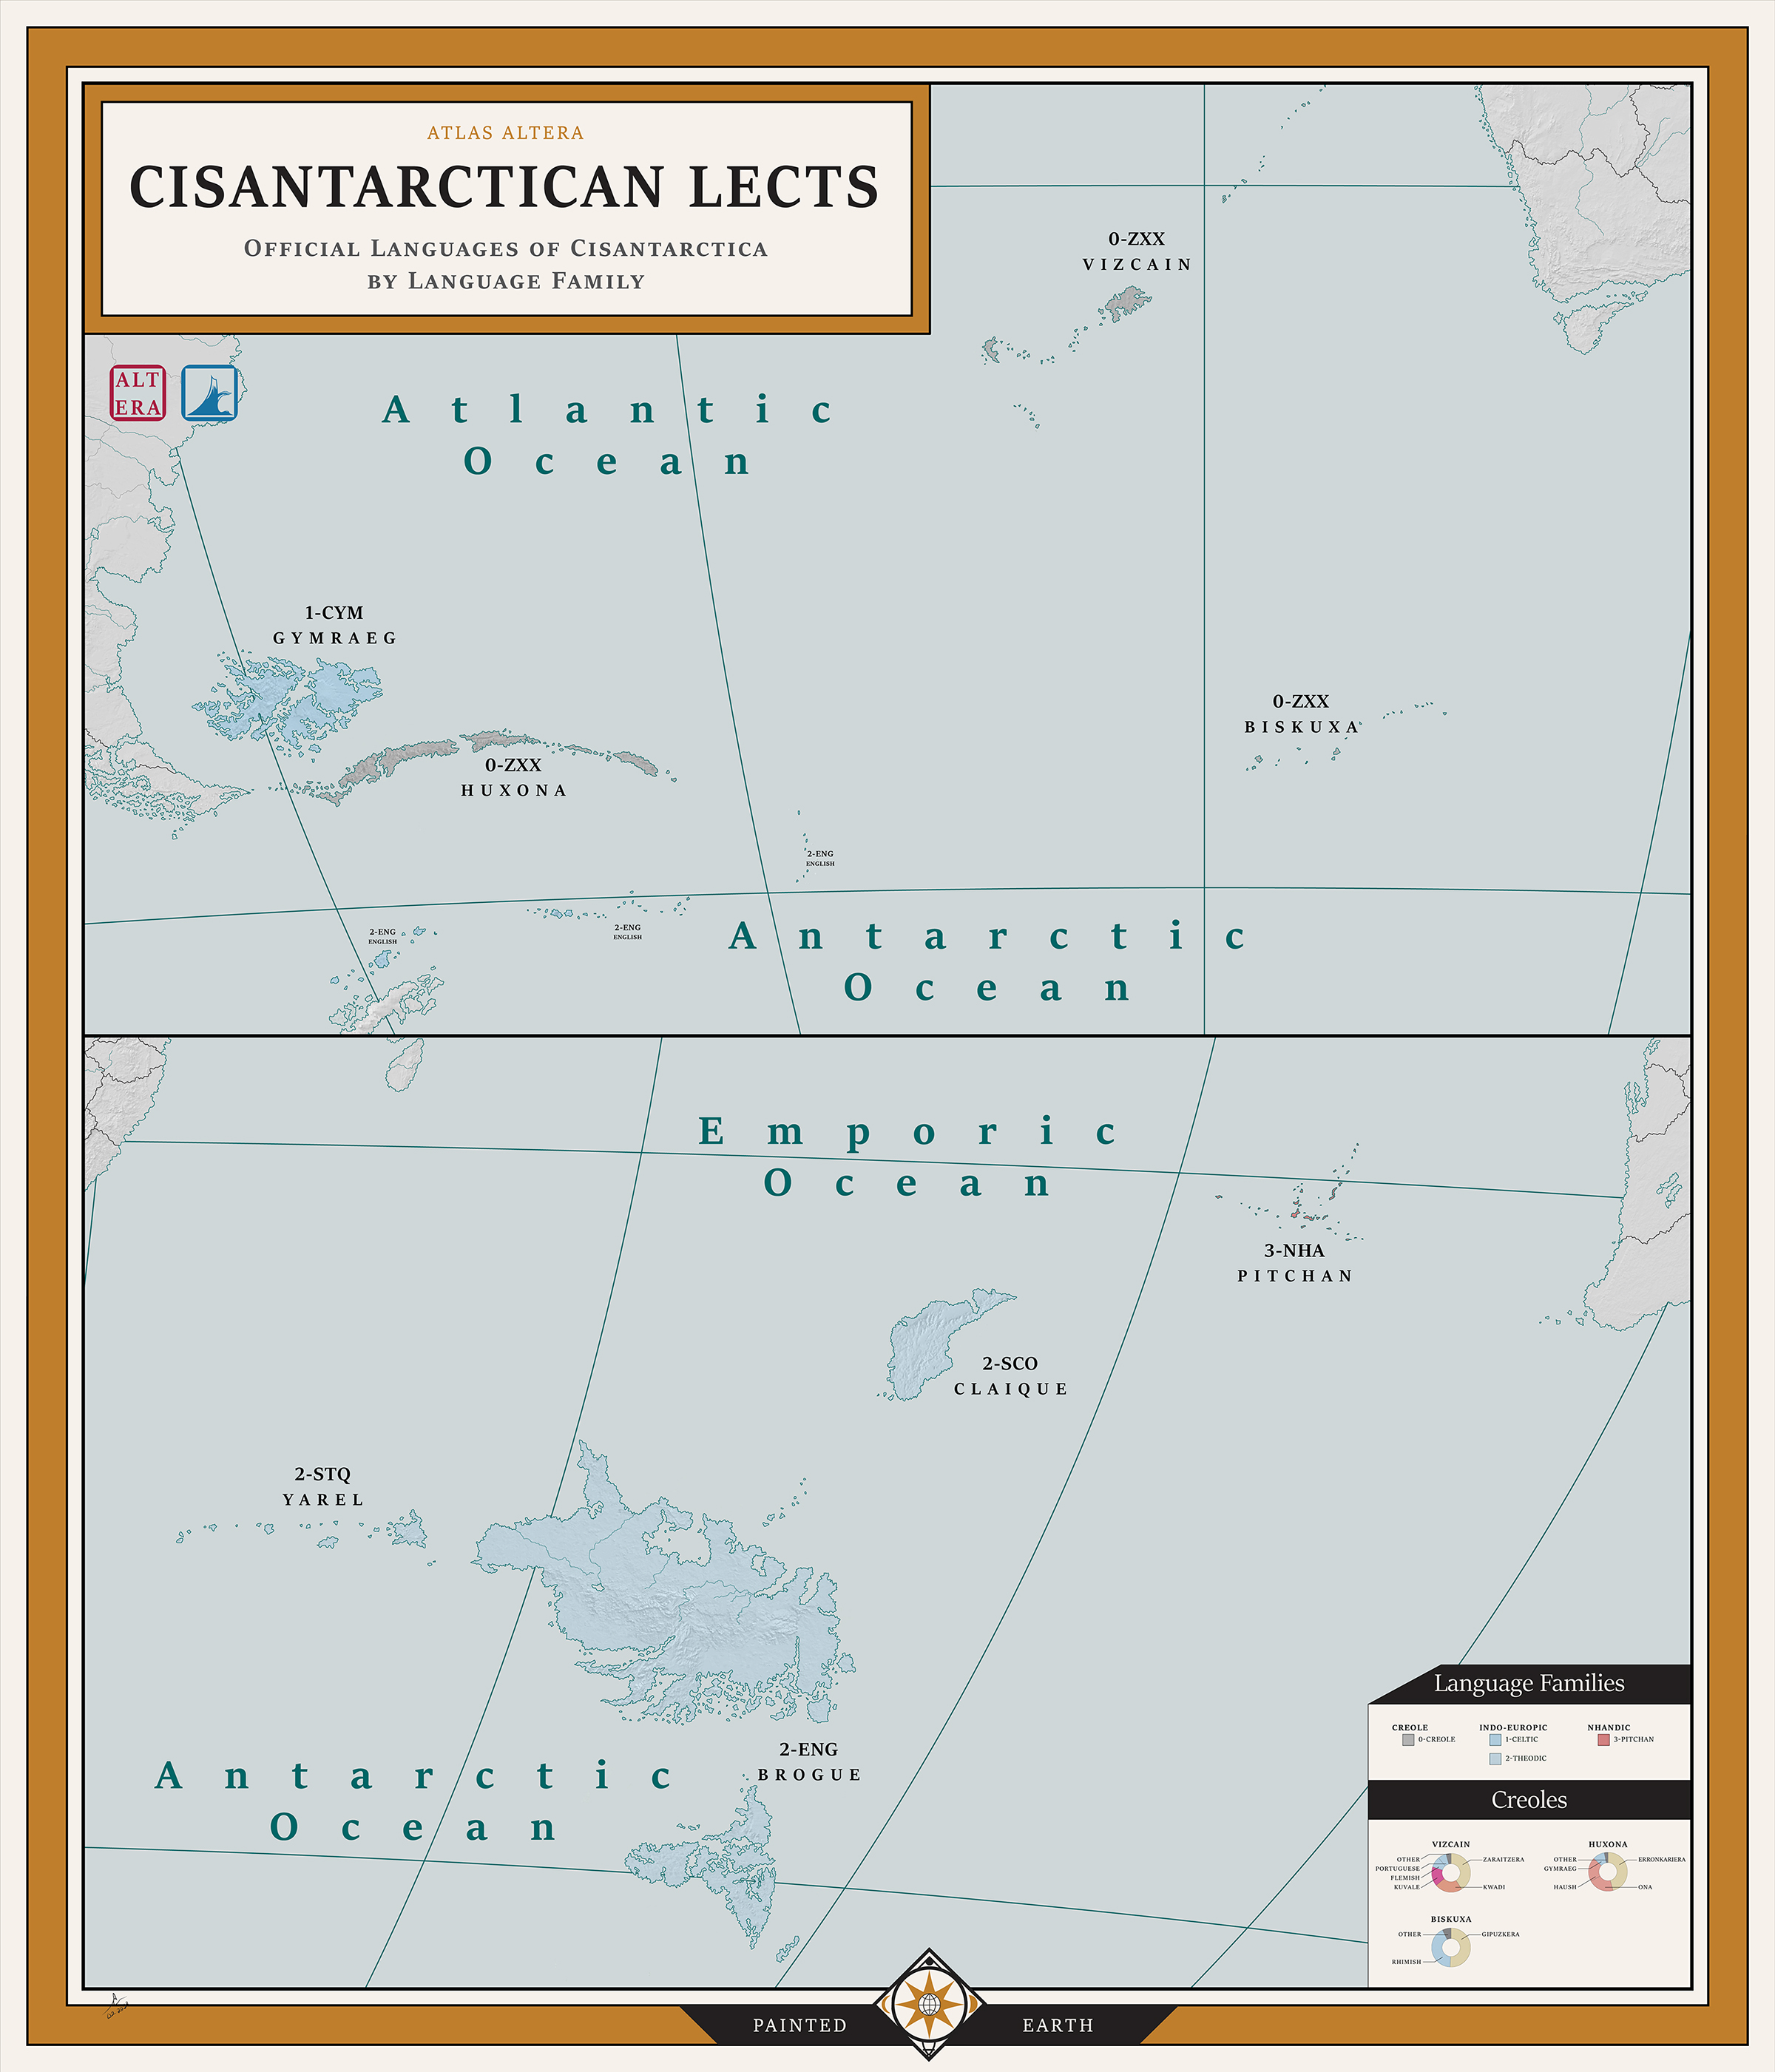 ATLAS ALTERA
CISANTARCTICAN LECTS
OFFICIAL LANGUAGES OF CISANTARCTICA
BY LANGUAGE FAMILY
ALT
ERA
0-ZXX
VIZCAIN
Atlantic
Ocean
1-CYM
GYMRAEG
0-ZXX
HUXONA
0-ZXX
BISKUXA
2-ENG
ENGLISH
2-ENG
ENGLISH
2-ENG
ENGLISH
Antarctic
Ocean
Emporic
Ocean
3-NHA
PITCHAN
2-SCO
CLAIQUE
2-STQ
YAREL
2-ENG
BROGUE
Antarctic
Ocean
Language Families
CREOLE
0-CREOLE
INDO-EUROPIC
1-CELTIC
2-THEODIC
NHANDIC
3-PITCHAN
Creoles
VIZCAIN
OTHER
PORTUGUESE
FLEMISH
KUVALE
ZARAITZERA
KWADI
HUXONA
OTHER
GYMRAEG
HAUSH
ERRONKARIERA
ONA
BISKUXA
OTHER
RHIMISH
GIPUZKERA
PAINTED EARTH